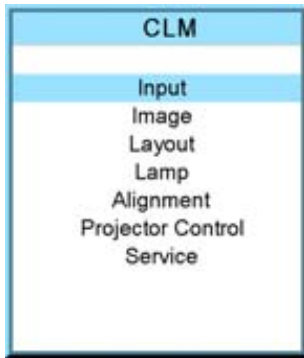 CLM
Input
Image
Layout
Lamp
Alignment
Projector Control
Service